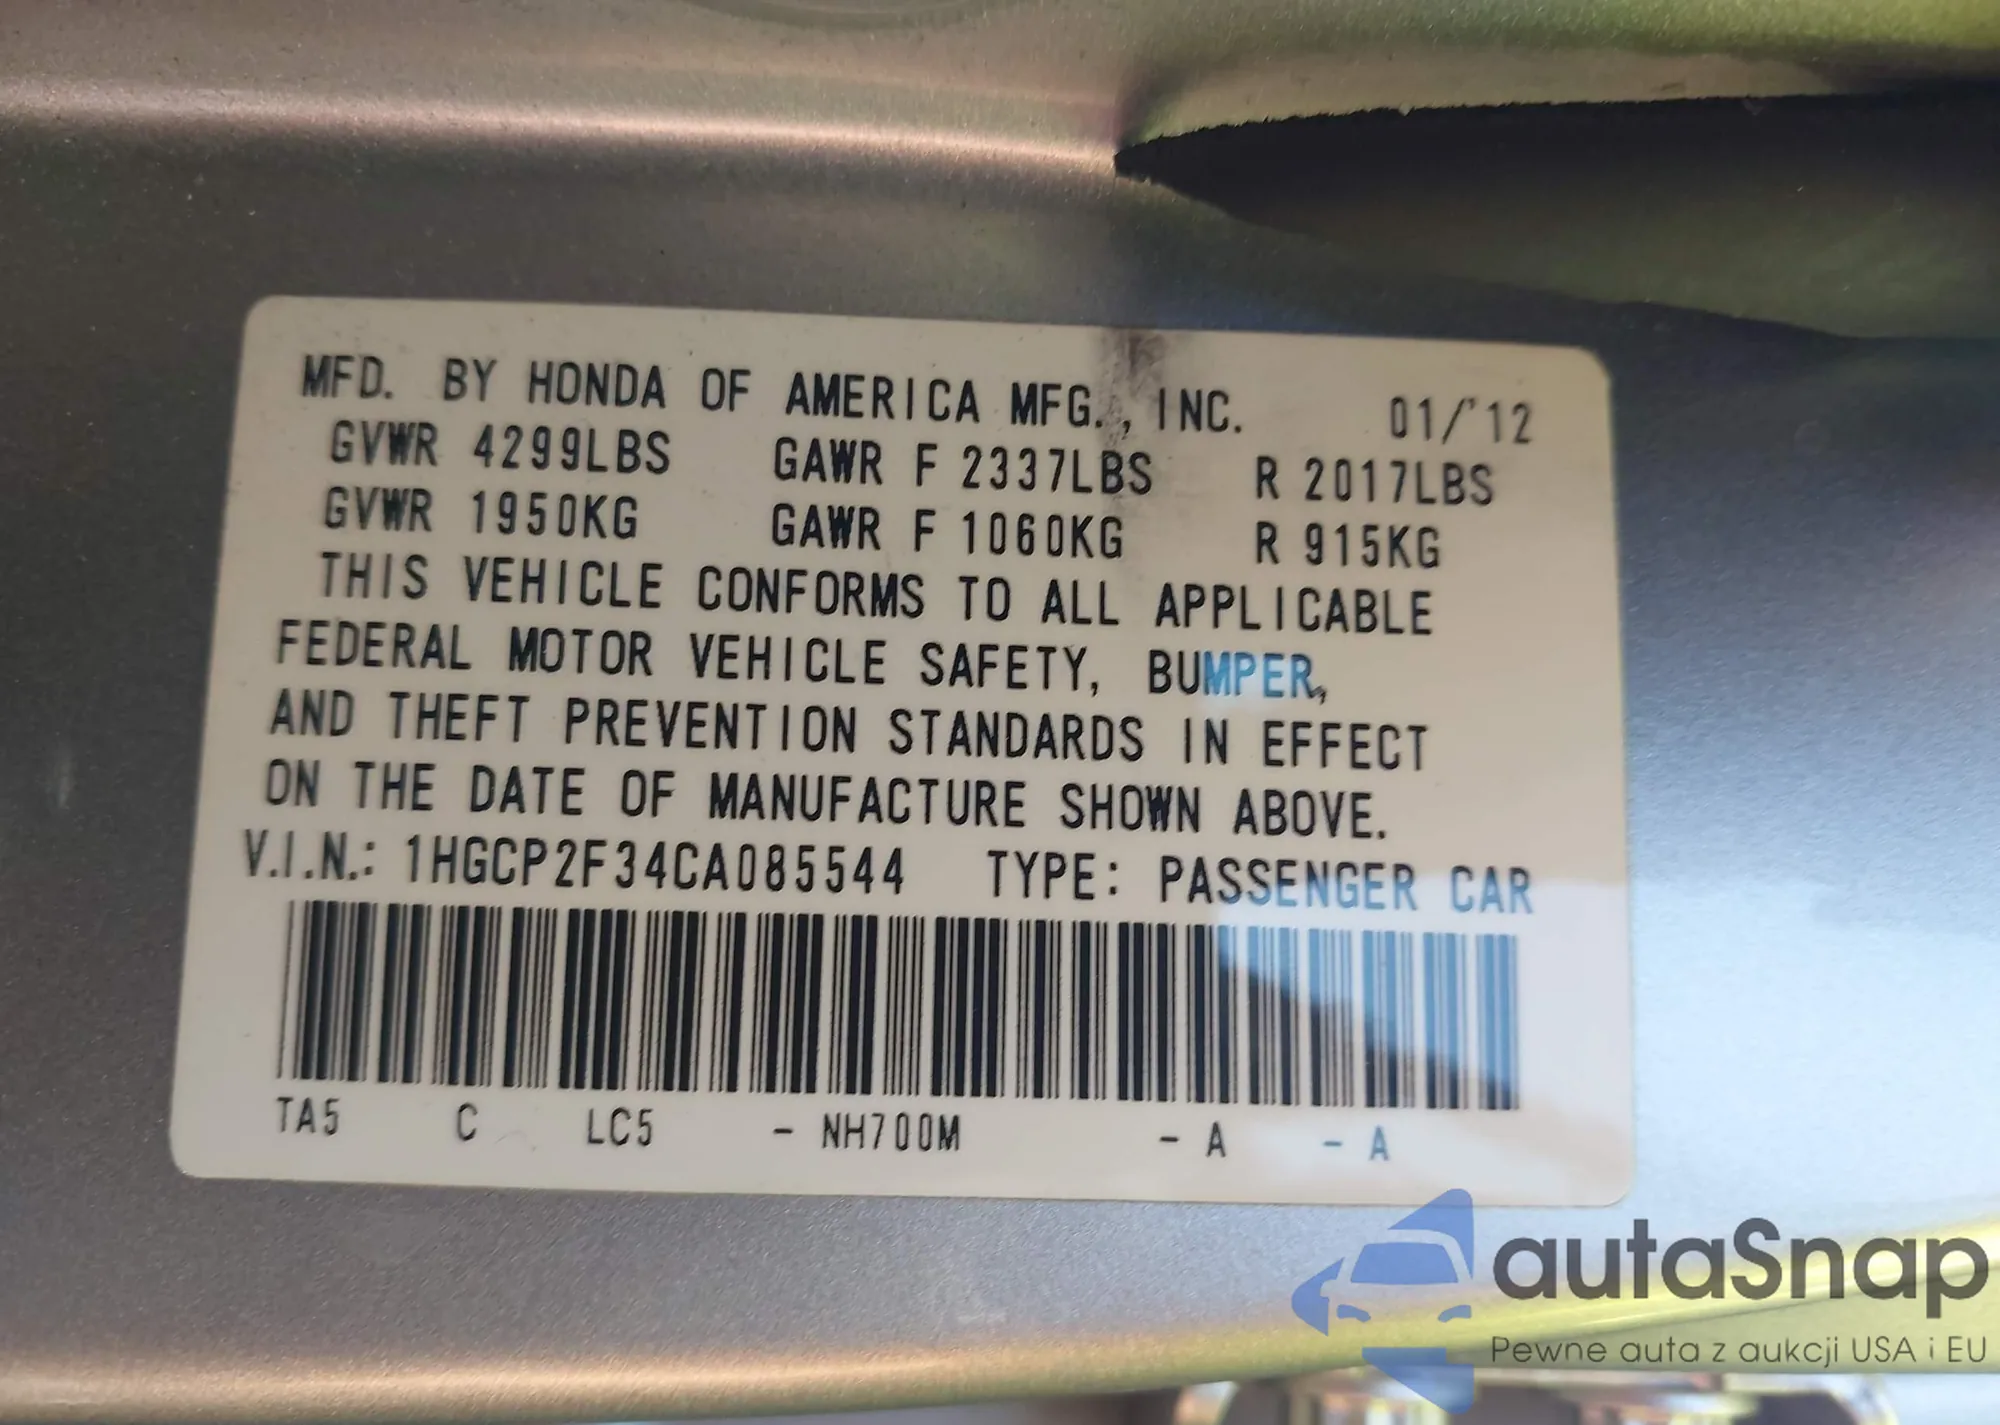 MFD. BY HONDA OF AMERICA MFG., INC. 01/'12
GVWR 4299LBS GAWR F 2337LBS R 2017LBS
GVWR 1950KG GAWR F 1060KG R 915KG
THIS VEHICLE CONFORMS TO ALL APPLICABLE
FEDERAL MOTOR VEHICLE SAFETY, BUMPER,
AND THEFT PREVENTION STANDARDS IN EFFECT
ON THE DATE OF MANUFACTURE SHOWN ABOVE.
V.I.N.: 1HGCP2F34CA085544 TYPE: PASSENGER CAR
TA5 C LC5 - NH700M - A - A
autaSnap
Pewne auta z aukcji USA i EU